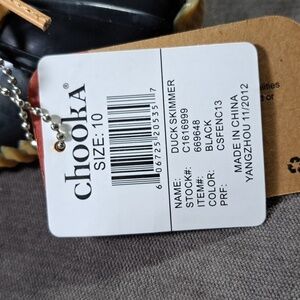 chooka®
SIZE: 10
6 06725 20535 7
NAME: DUCK SKIMMER
STOCK#: C1616999
ITEM#: 669648
COLOR: BLACK
PRF: CSFENC13
MADE IN CHINA
YANGZHOU 11/2012